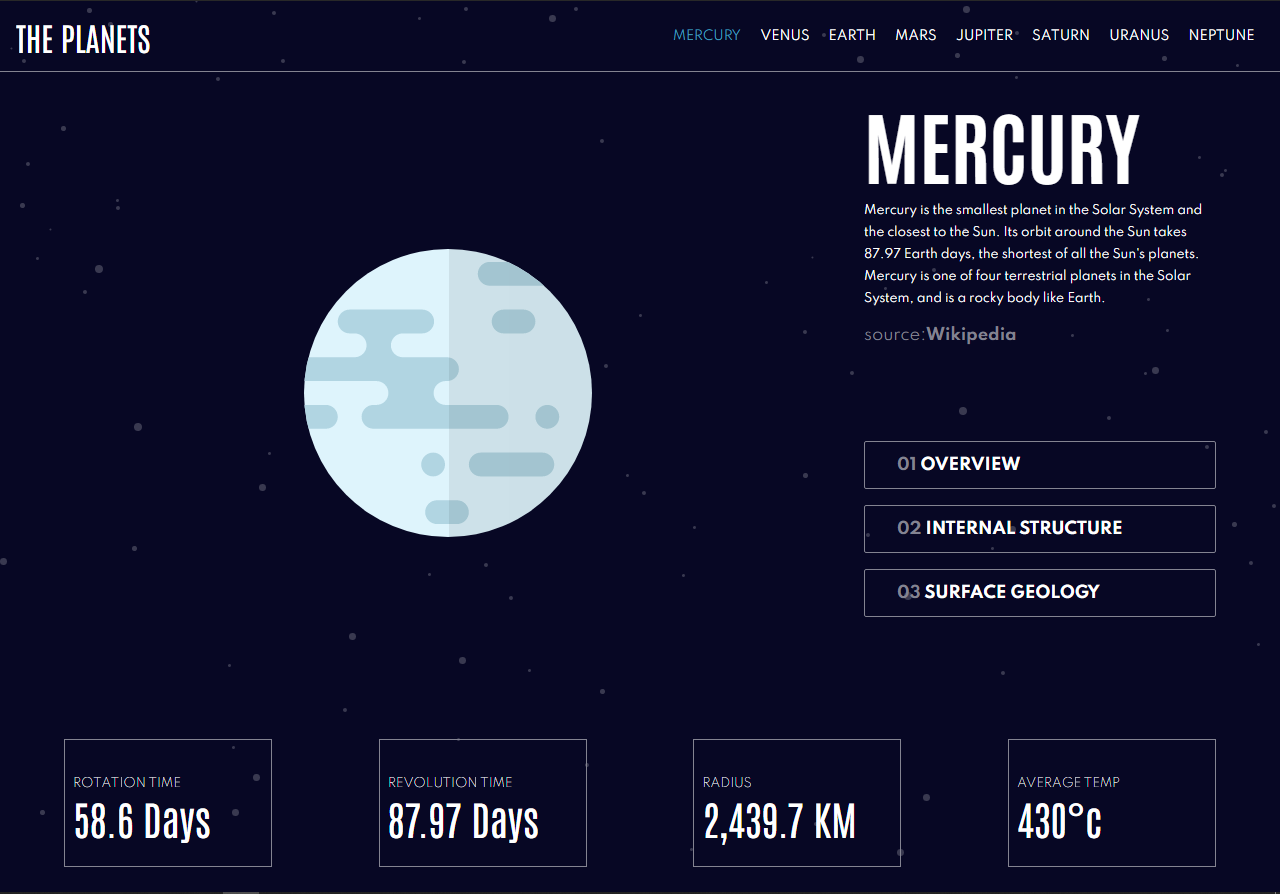 THE PLANETS
MERCURY VENUS EARTH MARS JUPITER SATURN URANUS NEPTUNE
MERCURY
Mercury is the smallest planet in the Solar System and
the closest to the Sun. Its orbit around the Sun takes
87.97 Earth days, the shortest of all the Sun's planets.
Mercury is one of four terrestrial planets in the Solar
System, and is a rocky body like Earth.
source:Wikipedia
01 OVERVIEW
02 INTERNAL STRUCTURE
03 SURFACE GEOLOGY
ROTATION TIME
58.6 Days
REVOLUTION TIME
87.97 Days
RADIUS
2,439.7 KM
AVERAGE TEMP
430°c